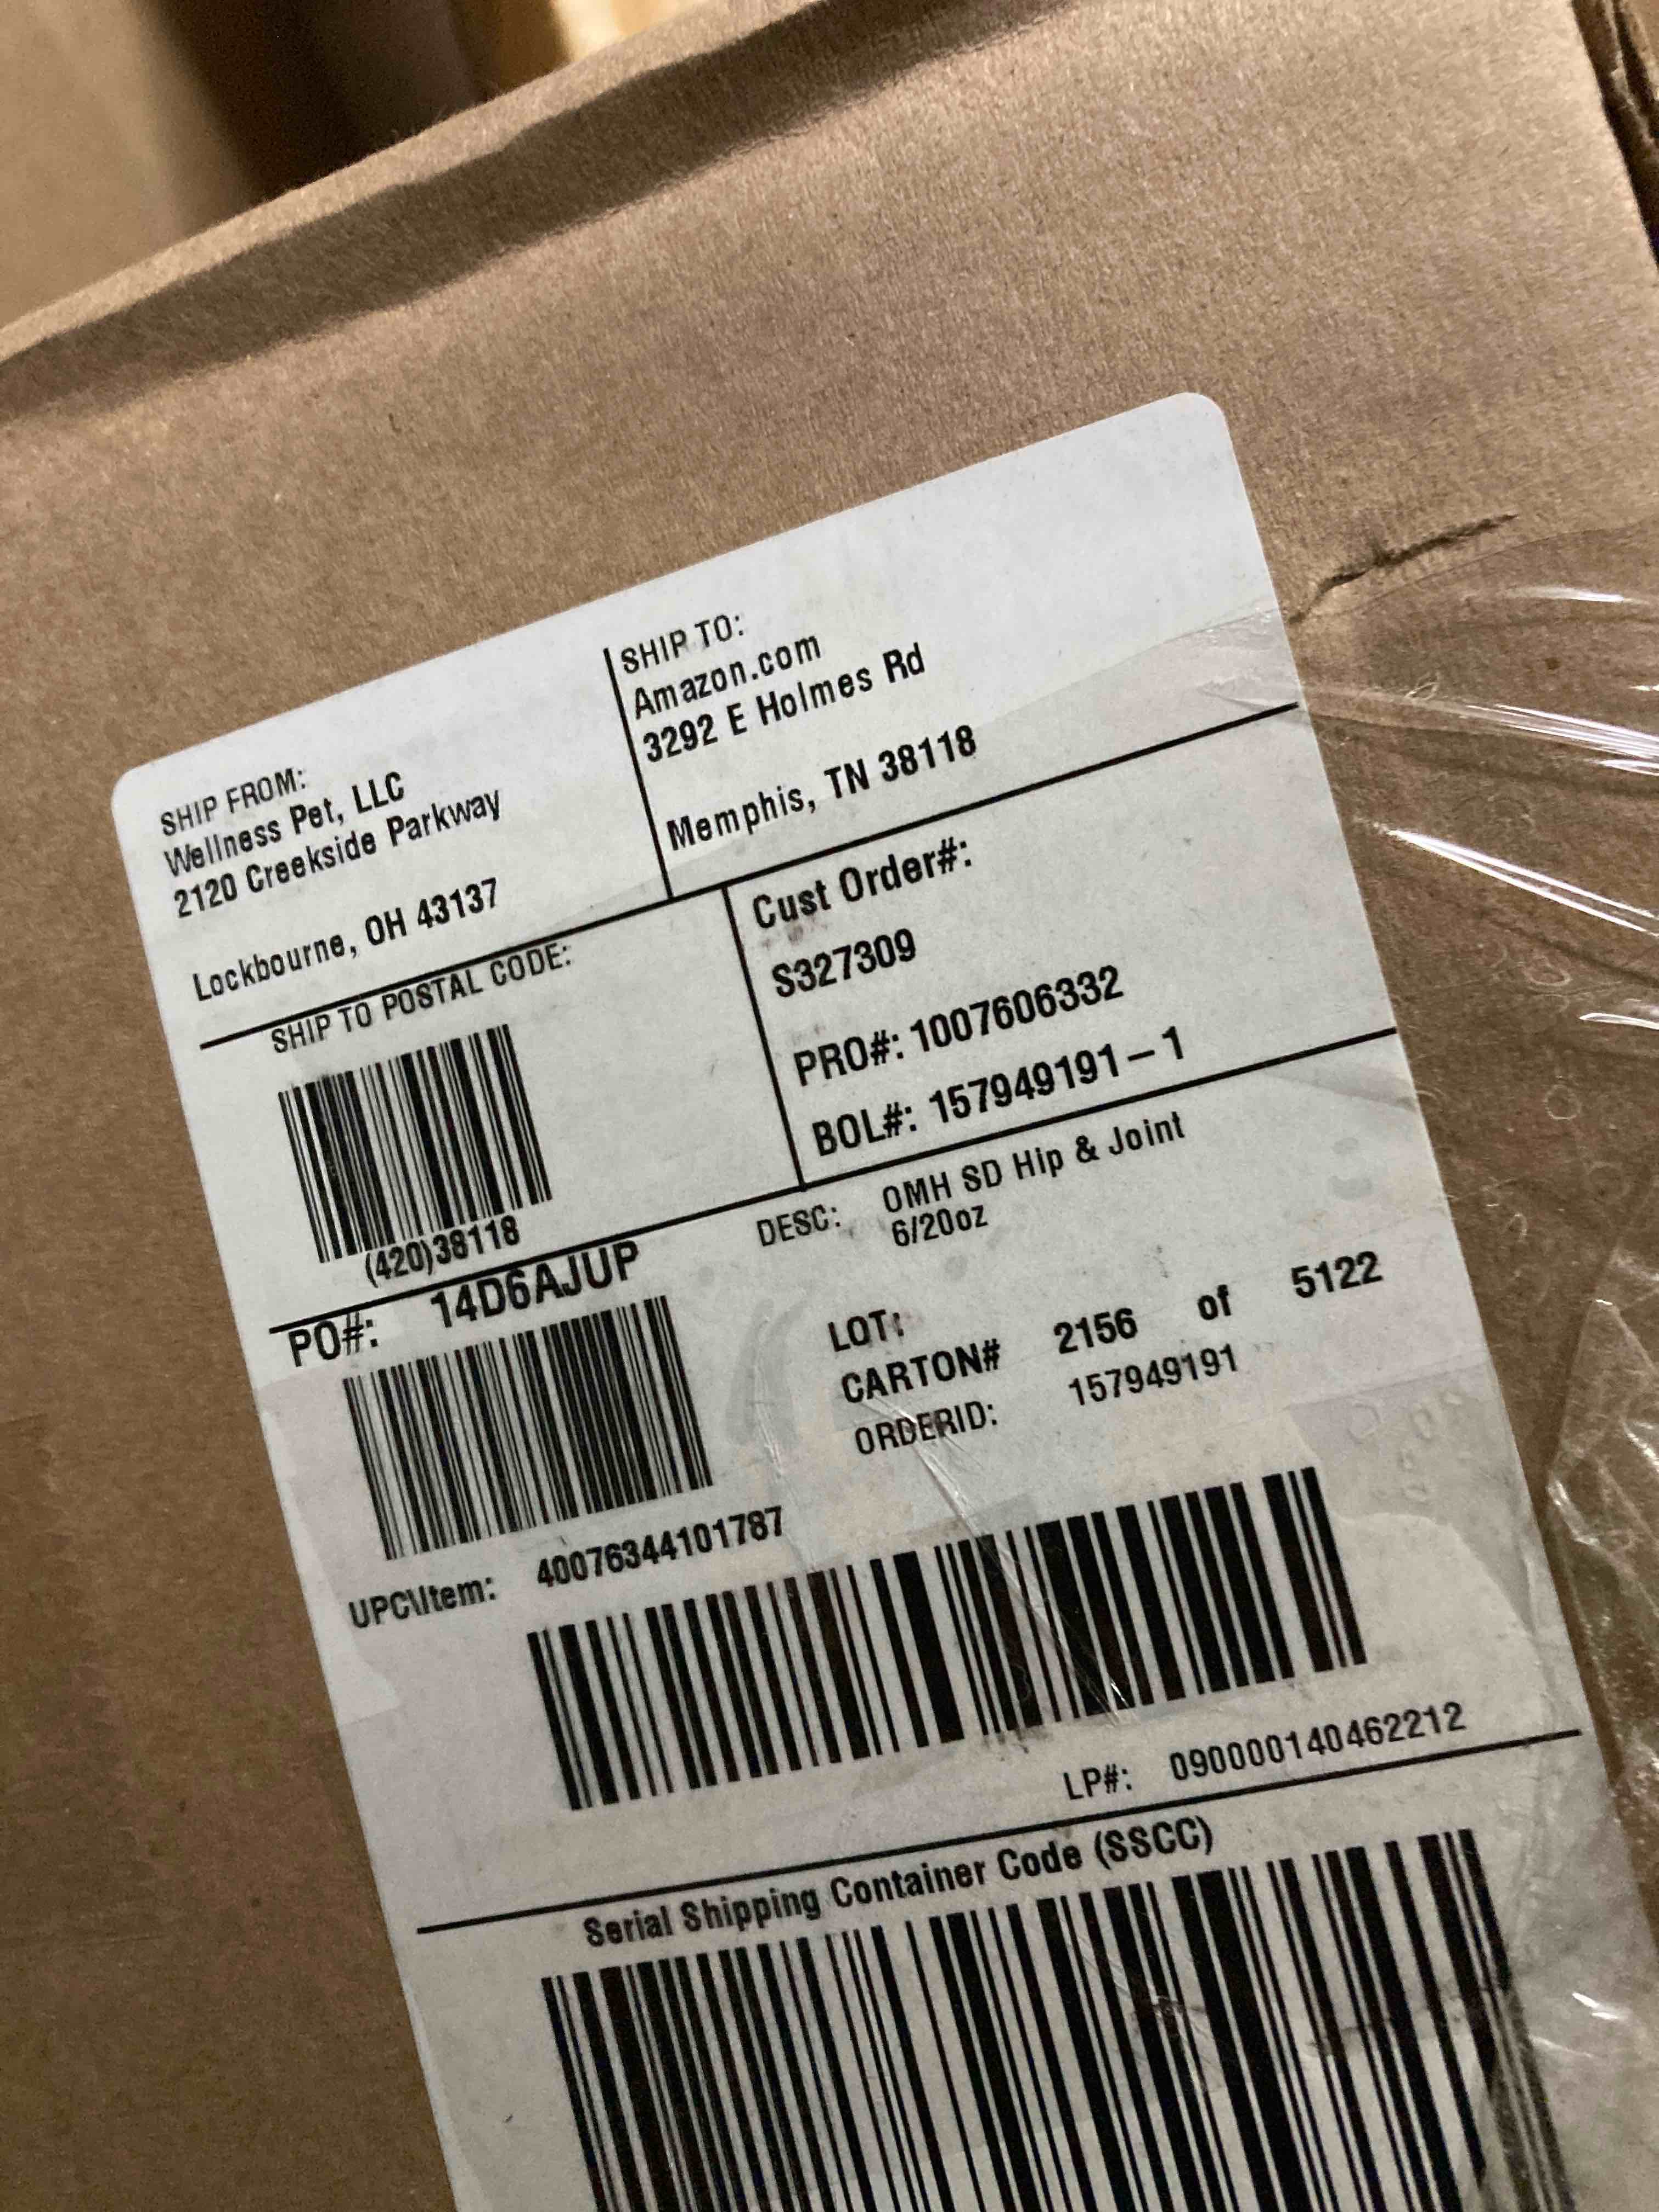 SHIP FROM:
Wellness Pet, LLC
2120 Creekside Parkway
Lockbourne, OH 43137
SHIP TO:
Amazon.com
3292 E Holmes Rd
Memphis, TN 38118
SHIP TO POSTAL CODE:
(420)38118
Cust Order#:
S327309
PRO#: 1007606332
BOL#: 157949191-1
PO#: 14D6AJUP
DESC: OMH SD Hip & Joint
6/20oz
LOT:
CARTON# 2156 of 5122
ORDERID: 157949191
UPC\Item: 40076344101787
LP#: 090000140462212
Serial Shipping Container Code (SSCC)